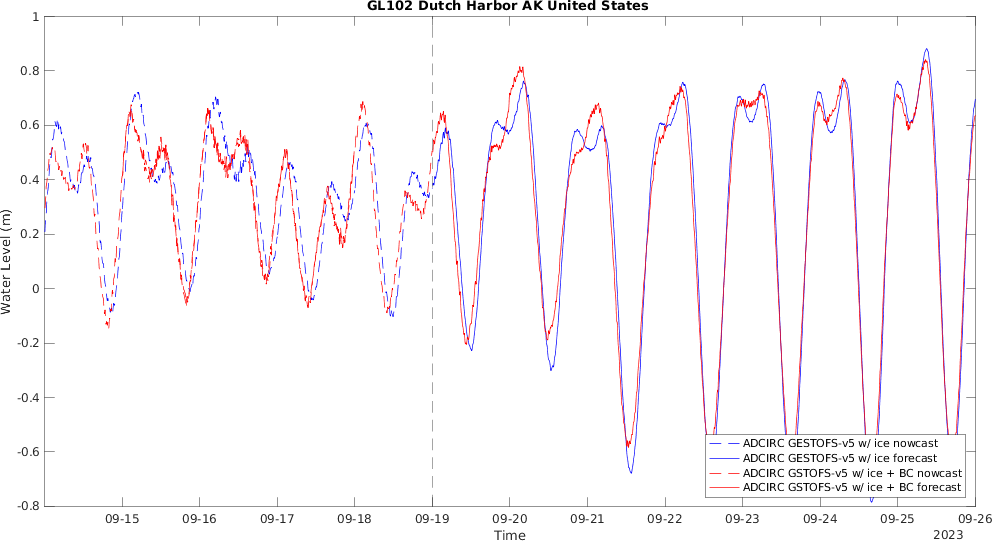 GL102 Dutch Harbor AK United States
Water Level (m)
1
0.8
0.6
0.4
0.2
0
-0.2
-0.4
-0.6
-0.8
ADCIRC GESTOFS-v5 w/ ice nowcast
ADCIRC GESTOFS-v5 w/ ice forecast
ADCIRC GSTOFS-v5 w/ ice + BC nowcast
ADCIRC GSTOFS-v5 w/ ice + BC forecast
09-15 09-16 09-17 09-18 09-19 09-20 09-21 09-22 09-23 09-24 09-25 09-26
Time
2023